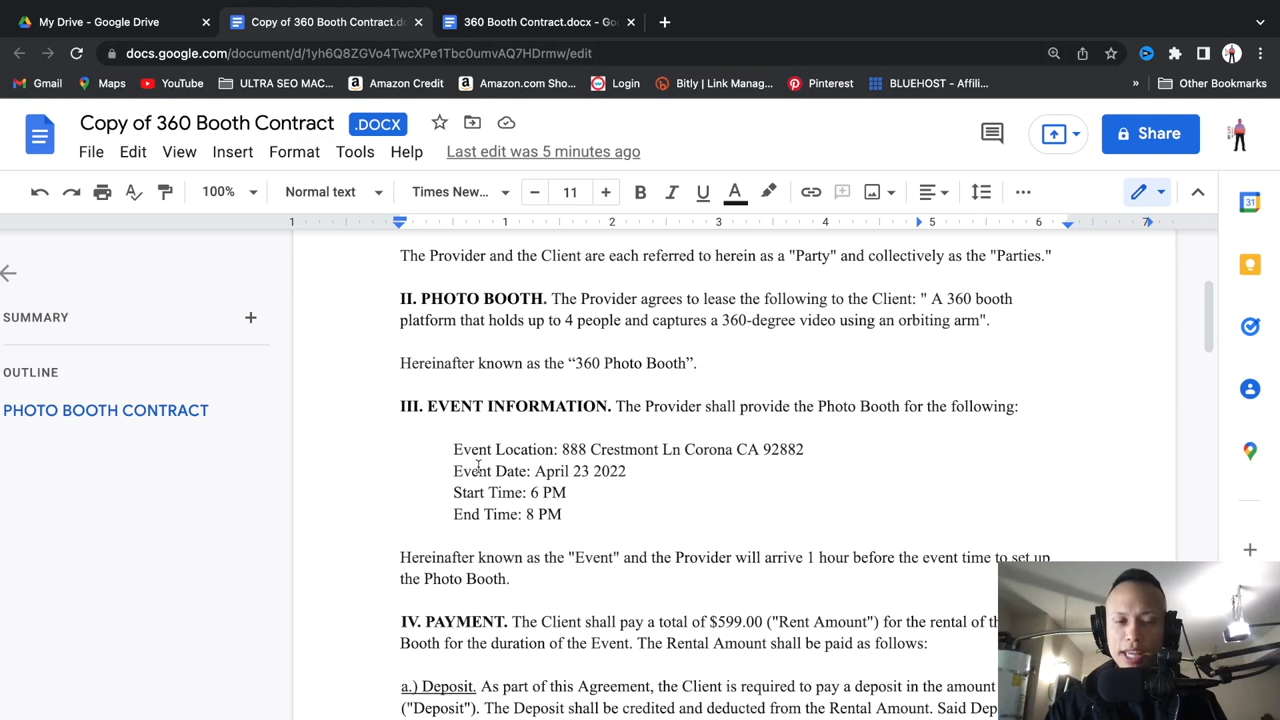 My Drive - Google Drive
Copy of 360 Booth Contract.d
360 Booth Contract.docx - Go
docs.google.com/document/d/1yh6Q8ZGVo4TwcXPe1Tbc0umvAQ7HDrmw/edit
Gmail Maps YouTube ULTRA SEO MAC... Amazon Credit Amazon.com Sho... Login Bitly | Link Manag... Pinterest BLUEHOST - Affili... » Other Bookmarks
Copy of 360 Booth Contract .DOCX
Share
File Edit View Insert Format Tools Help Last edit was 5 minutes ago
100% Normal text Times New... 11
1 1 2 3 4 5 6 7
The Provider and the Client are each referred to herein as a "Party" and collectively as the "Parties."
SUMMARY
OUTLINE
PHOTO BOOTH CONTRACT
II. PHOTO BOOTH. The Provider agrees to lease the following to the Client: " A 360 booth
platform that holds up to 4 people and captures a 360-degree video using an orbiting arm".
Hereinafter known as the “360 Photo Booth”.
III. EVENT INFORMATION. The Provider shall provide the Photo Booth for the following:
Event Location: 888 Crestmont Ln Corona CA 92882
Event Date: April 23 2022
Start Time: 6 PM
End Time: 8 PM
Hereinafter known as the "Event" and the Provider will arrive 1 hour before the event time to set up
the Photo Booth.
IV. PAYMENT. The Client shall pay a total of $599.00 ("Rent Amount") for the rental of
Booth for the duration of the Event. The Rental Amount shall be paid as follows:
a.) Deposit. As part of this Agreement, the Client is required to pay a deposit in the amount
("Deposit"). The Deposit shall be credited and deducted from the Rental Amount. Said
31